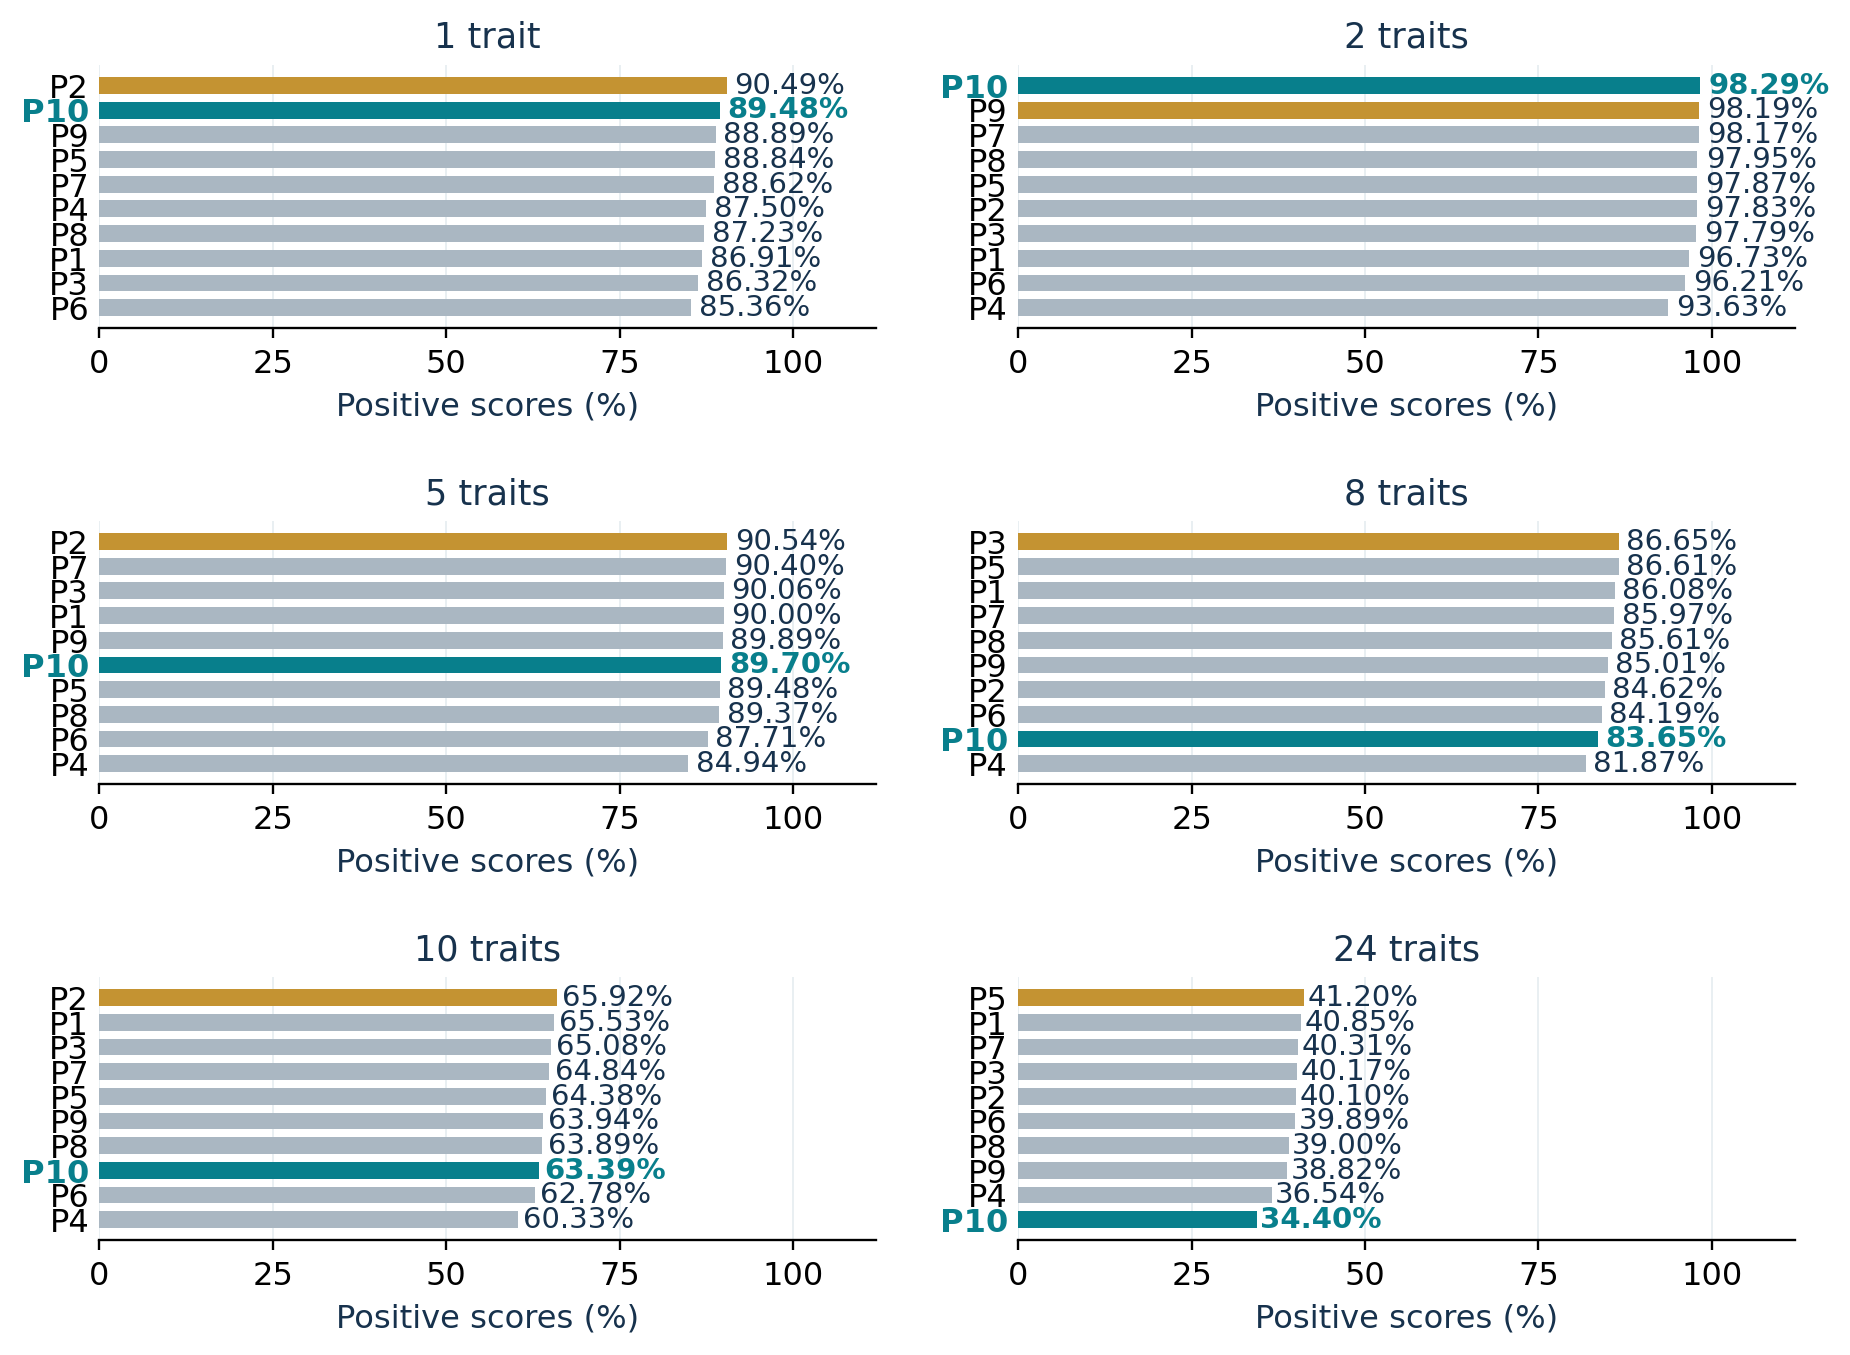 1 trait
P2 90.49%
P10 89.48%
P9 88.89%
P5 88.84%
P7 88.62%
P4 87.50%
P8 87.23%
P1 86.91%
P3 86.32%
P6 85.36%
0 25 50 75 100
Positive scores (%)
2 traits
P10 98.29%
P9 98.19%
P7 98.17%
P8 97.95%
P5 97.87%
P2 97.83%
P3 97.79%
P1 96.73%
P6 96.21%
P4 93.63%
0 25 50 75 100
Positive scores (%)
5 traits
P2 90.54%
P7 90.40%
P3 90.06%
P1 90.00%
P9 89.89%
P10 89.70%
P5 89.48%
P8 89.37%
P6 87.71%
P4 84.94%
0 25 50 75 100
Positive scores (%)
8 traits
P3 86.65%
P5 86.61%
P1 86.08%
P7 85.97%
P8 85.61%
P9 85.01%
P2 84.62%
P6 84.19%
P10 83.65%
P4 81.87%
0 25 50 75 100
Positive scores (%)
10 traits
P2 65.92%
P1 65.53%
P3 65.08%
P7 64.84%
P5 64.38%
P9 63.94%
P8 63.89%
P10 63.39%
P6 62.78%
P4 60.33%
0 25 50 75 100
Positive scores (%)
24 traits
P5 41.20%
P1 40.85%
P7 40.31%
P3 40.17%
P2 40.10%
P6 39.89%
P8 39.00%
P9 38.82%
P4 36.54%
P10 34.40%
0 25 50 75 100
Positive scores (%)